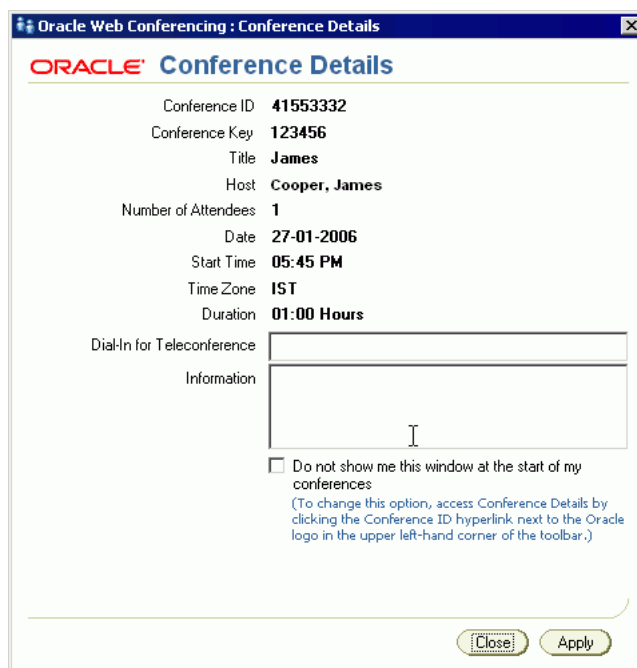 Oracle Web Conferencing : Conference Details
ORACLE' Conference Details
Conference ID 41553332
Conference Key 123456
Title James
Host Cooper, James
Number of Attendees 1
Date 27-01-2006
Start Time 05:45 PM
Time Zone IST
Duration 01:00 Hours
Dial-In for Teleconference
Information
Do not show me this window at the start of my
conferences
(To change this option, access Conference Details by
clicking the Conference ID hyperlink next to the Oracle
logo in the upper left-hand corner of the toolbar.)
Close Apply